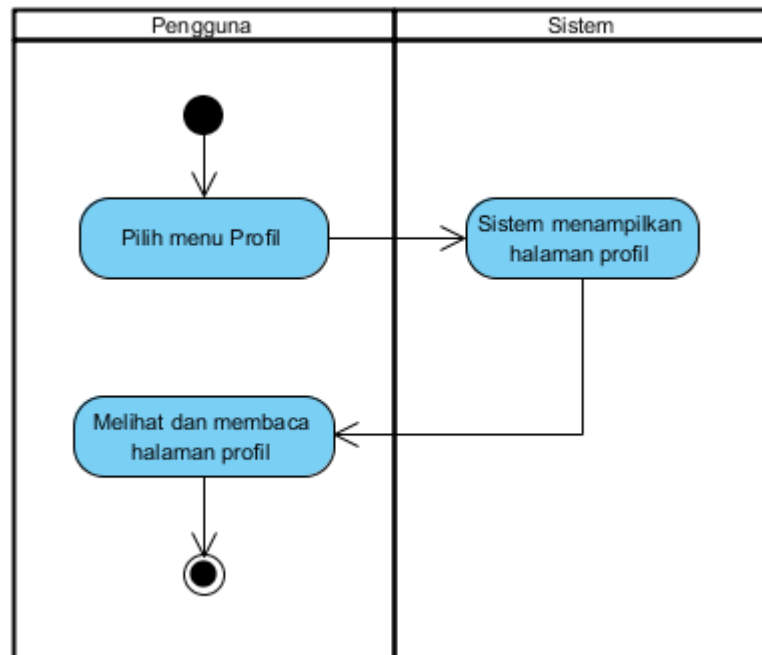 Pengguna
Sistem
Pilih menu Profil
Sistem menampilkan
halaman profil
Melihat dan membaca
halaman profil